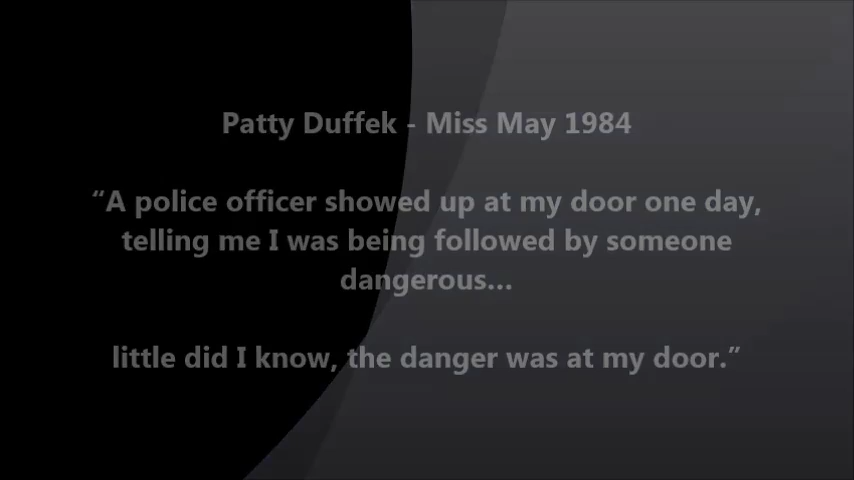 Patty Duffek - Miss May 1984
“A police officer showed up at my door one day,
telling me I was being followed by someone
dangerous...
little did I know, the danger was at my door.”